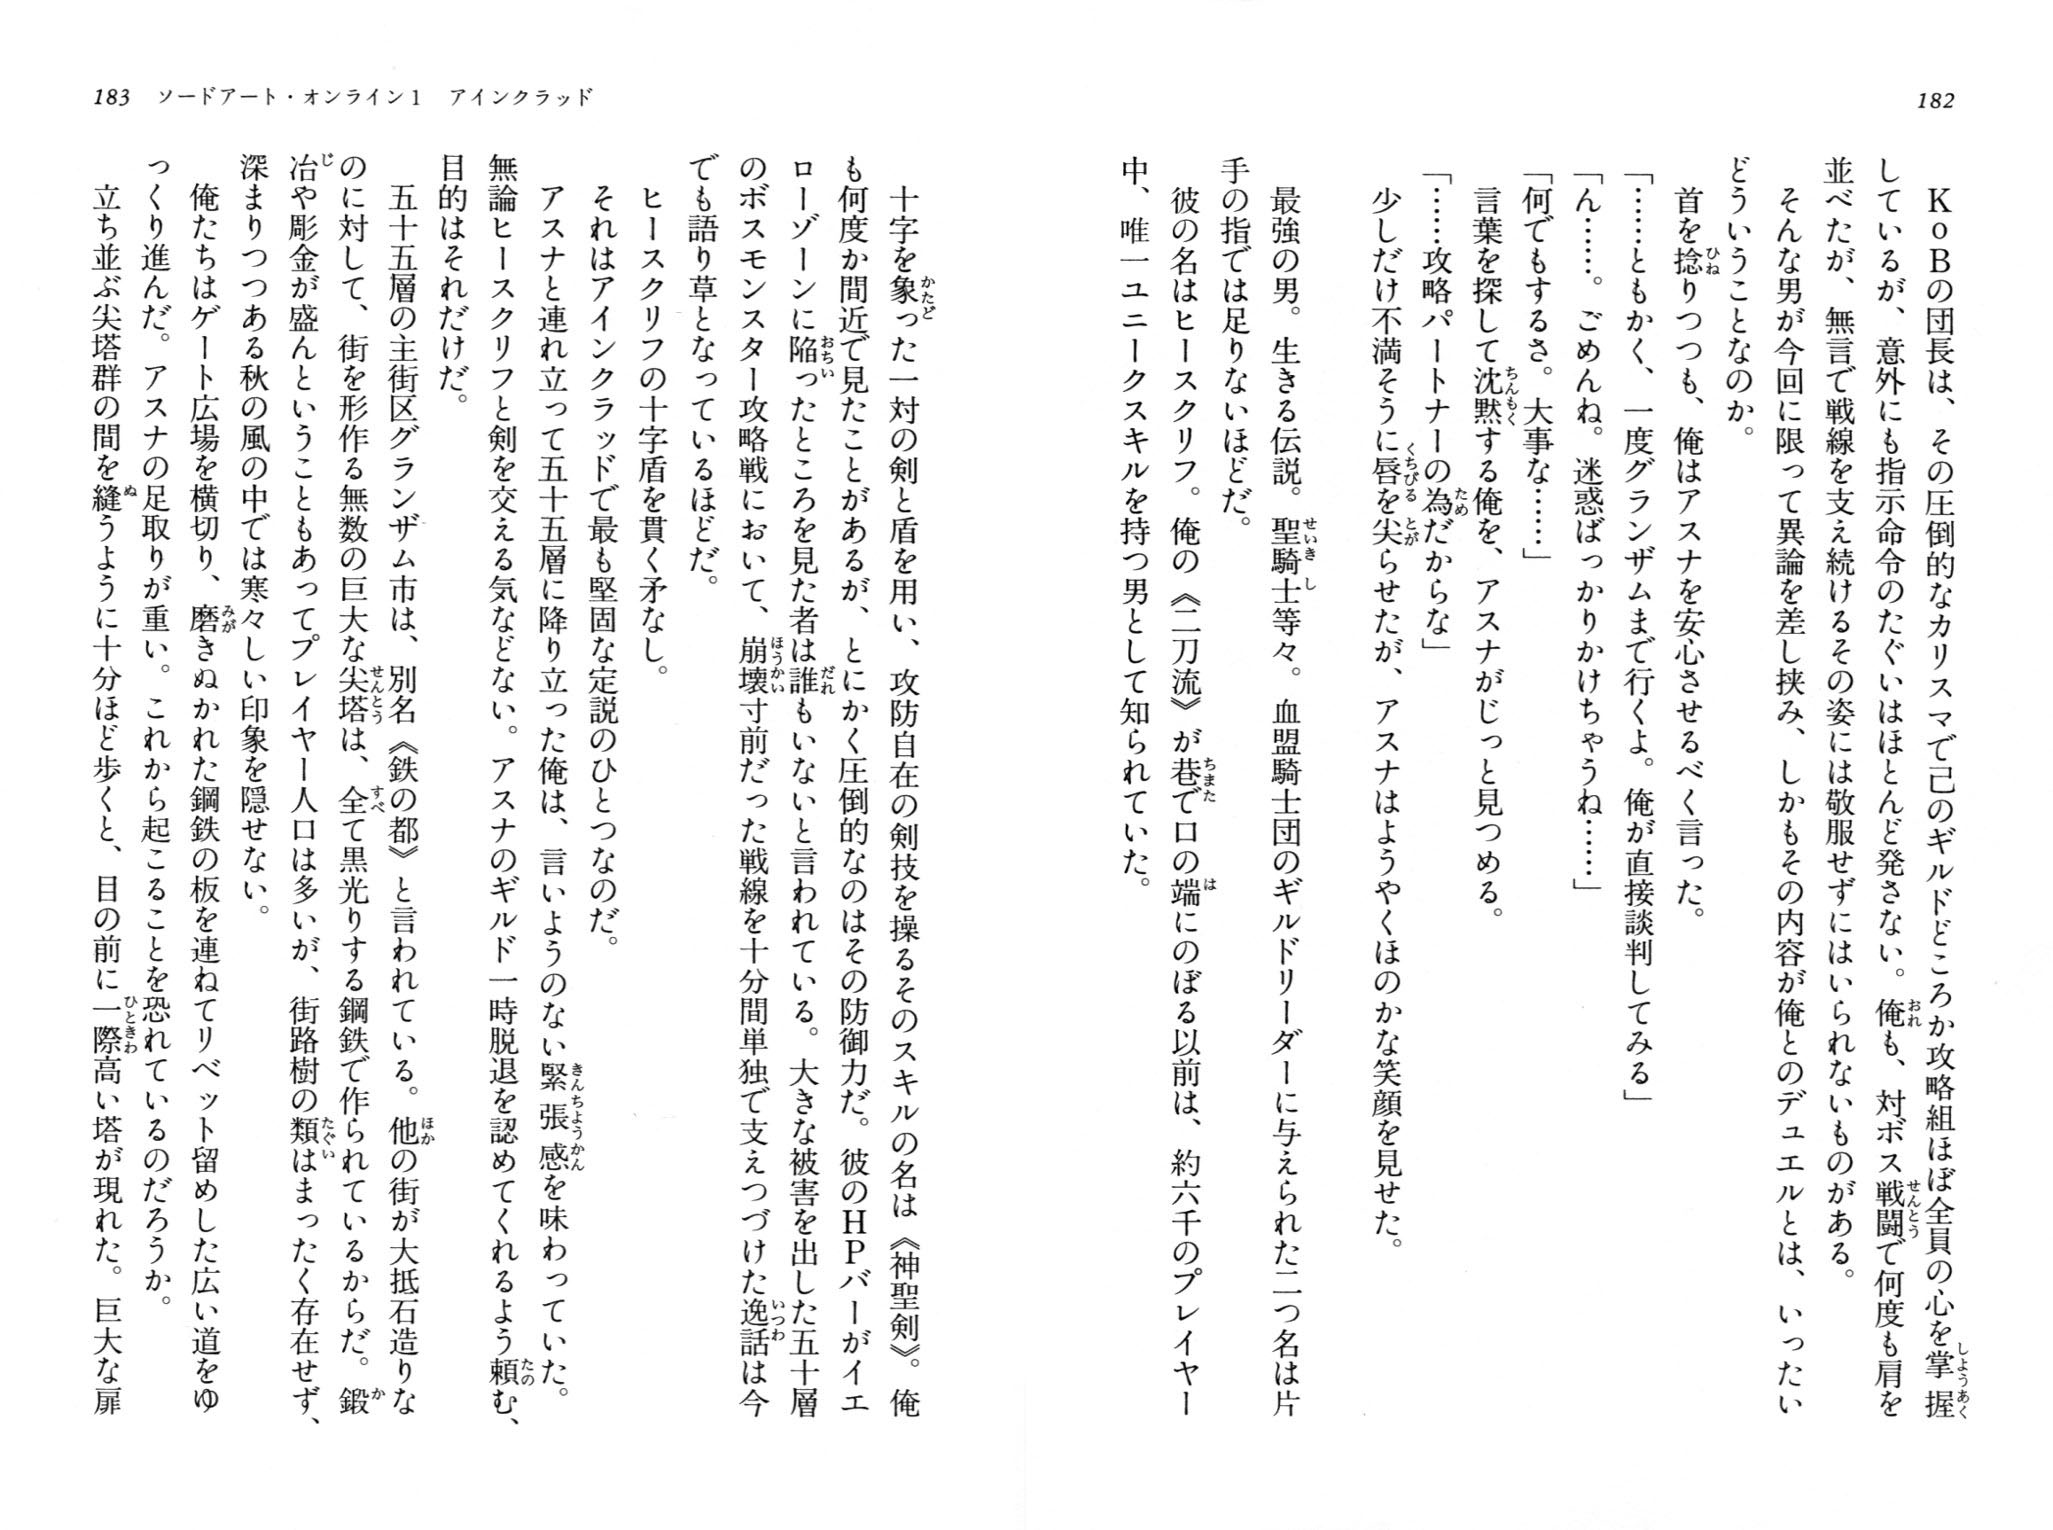 182
KoBの団長は、その圧倒的なカリスマで己のギルドどころか攻略組ほぼ全員の心を掌握
しているが、意外にも指示命令のたぐいはほとんど発さない。俺も、対ボス戦闘で何度も肩を
並べたが、無言で戦線を支え続けるその姿には敬服せずにはいられないものがある。
そんな男が今回に限って異論を差し挟み、しかもその内容が俺とのデュエルとは、いったい
どういうことなのか。
首を捻りつつも、俺はアスナを安心させるべく言った。
「……ともかく、一度グランザムまで行くよ。俺が直接談判してみる」
「ん……。ごめんね。迷惑ばっかりかけちゃうね……」
「何でもするさ。大事な……」
言葉を探して沈黙する俺を、アスナがじっと見つめる。
「……攻略パートナーの為だからな」
少しだけ不満そうに唇を尖らせたが、アスナはようやくほのかな笑顔を見せた。
最強の男。生きる伝説。聖騎士等々。血盟騎士団のギルドリーダーに与えられた二つ名は片
手の指では足りないほどだ。
彼の名はヒースクリフ。俺の《二刀流》が巷で口の端にのぼる以前は、約六千のプレイヤー
中、唯一ユニークスキルを持つ男として知られていた。
183 ソードアート・オンライン1 アインクラッド
十字を象った一対の剣と盾を用い、攻防自在の剣技を操るそのスキルの名は《神聖剣》。俺
も何度か間近で見たことがあるが、とにかく圧倒的なのはその防御力だ。彼のHPバーがイエ
ローゾーンに陥ったところを見た者は誰もいないと言われている。大きな被害を出した五十層
のボスモンスター攻略戦において、崩壊寸前だった戦線を十分間単独で支えつづけた逸話は今
でも語り草となっているほどだ。
ヒースクリフの十字盾を貫く矛なし。
それはアインクラッドで最も堅固な定説のひとつなのだ。
アスナと連れ立って五十五層に降り立った俺は、言いようのない緊張感を味わっていた。
無論ヒースクリフと剣を交える気などない。アスナのギルド一時脱退を認めてくれるよう頼む、
目的はそれだけだ。
五十五層の主街区グランザム市は、別名《鉄の都》と言われている。他の街が大抵石造りな
のに対して、街を形作る無数の巨大な尖塔は、全て黒光りする鋼鉄で作られているからだ。鍛
冶や彫金が盛んということもあってプレイヤー人口は多いが、街路樹の類はまったく存在せず、
深まりつつある秋の風の中では寒々しい印象を隠せない。
俺たちはゲート広場を横切り、磨きぬかれた鋼鉄の板を連ねてリベット留めした広い道をゆ
っくり進んだ。アスナの足取りが重い。これから起こることを恐れているのだろうか。
立ち並ぶ尖塔群の間を縫うように十分ほど歩くと、目の前に一際高い塔が現れた。巨大な扉